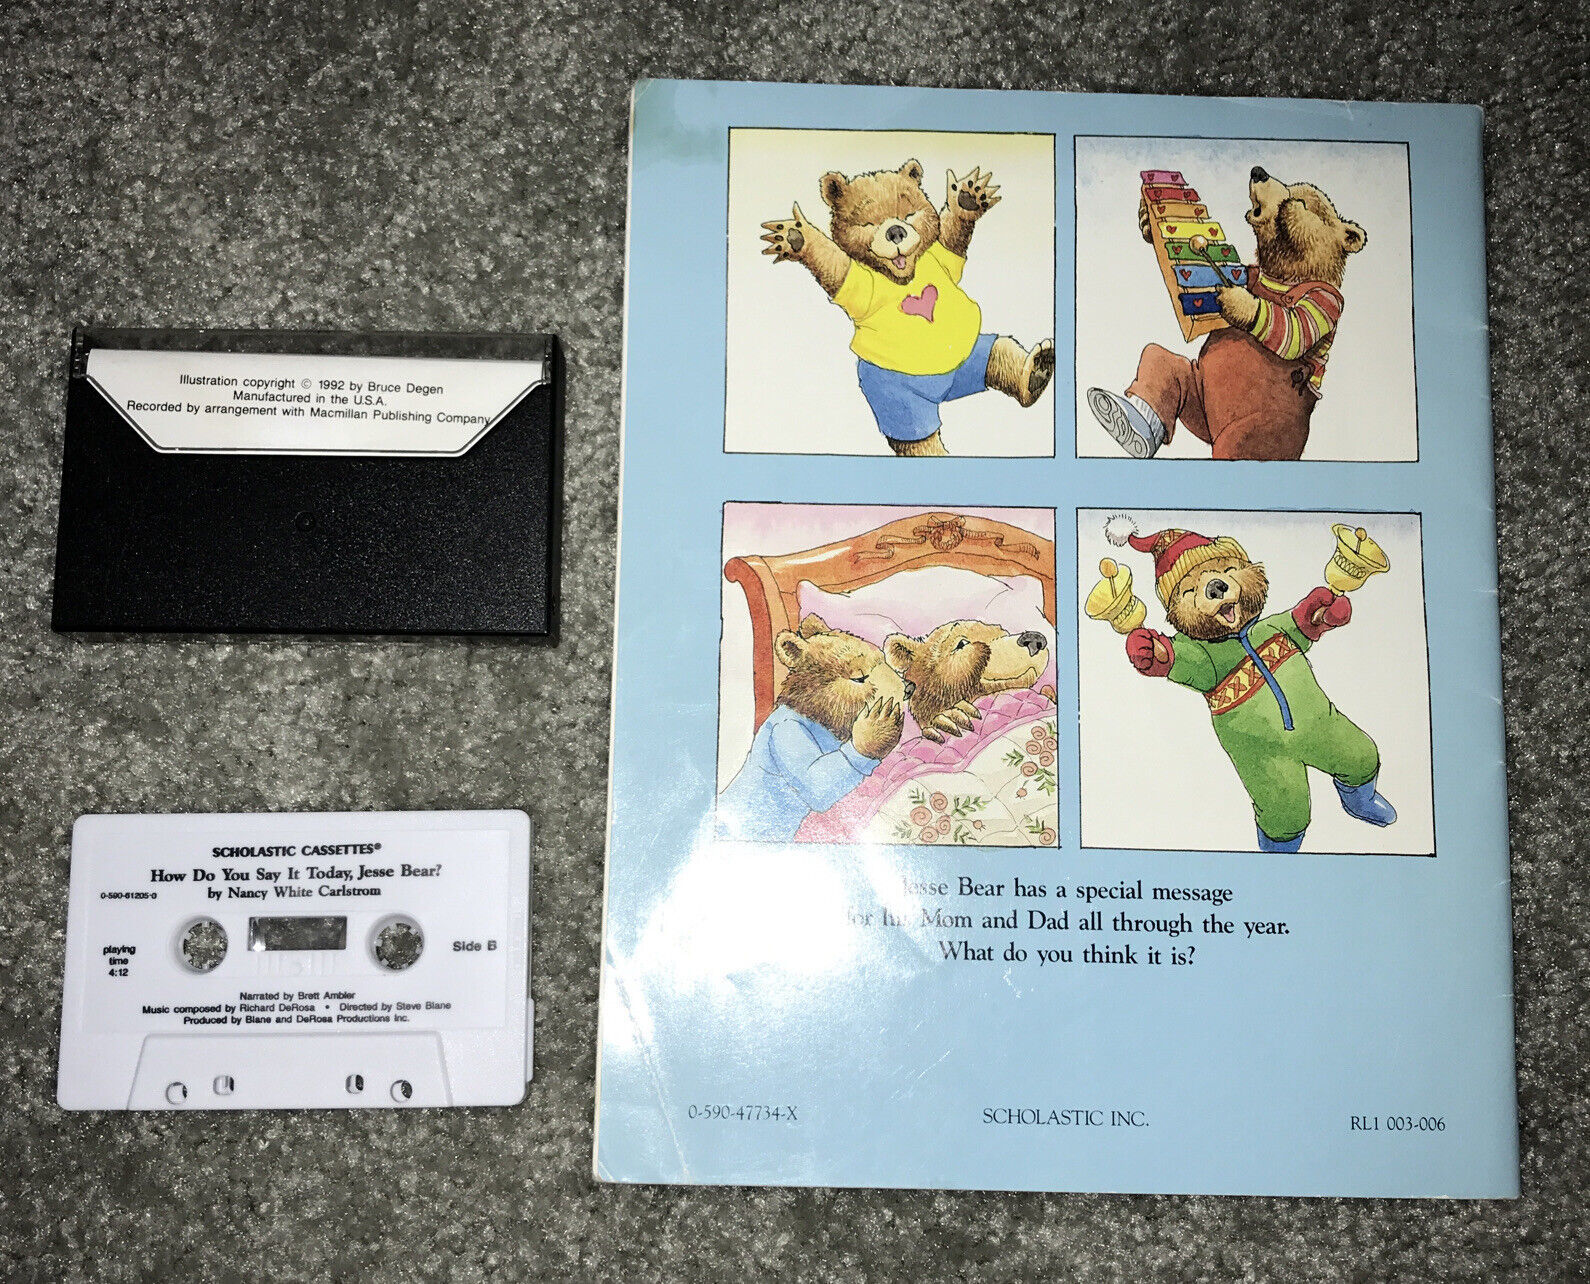 Illustration copyright © 1992 by Bruce Degen
Manufactured in the U.S.A.
Recorded by arrangement with Macmillan Publishing Company
SCHOLASTIC CASSETTES®
How Do You Say It Today, Jesse Bear?
by Nancy White Carlstrom
0-590-61205-0
playing
time
4:12
Side B
Narrated by Brett Ambler
Music composed by Richard DeRosa • Directed by Steve Blane
Produced by Blane and DeRosa Productions Inc.
Jesse Bear has a special message
for his Mom and Dad all through the year.
What do you think it is?
0-590-47734-X
SCHOLASTIC INC.
RL1 003-006